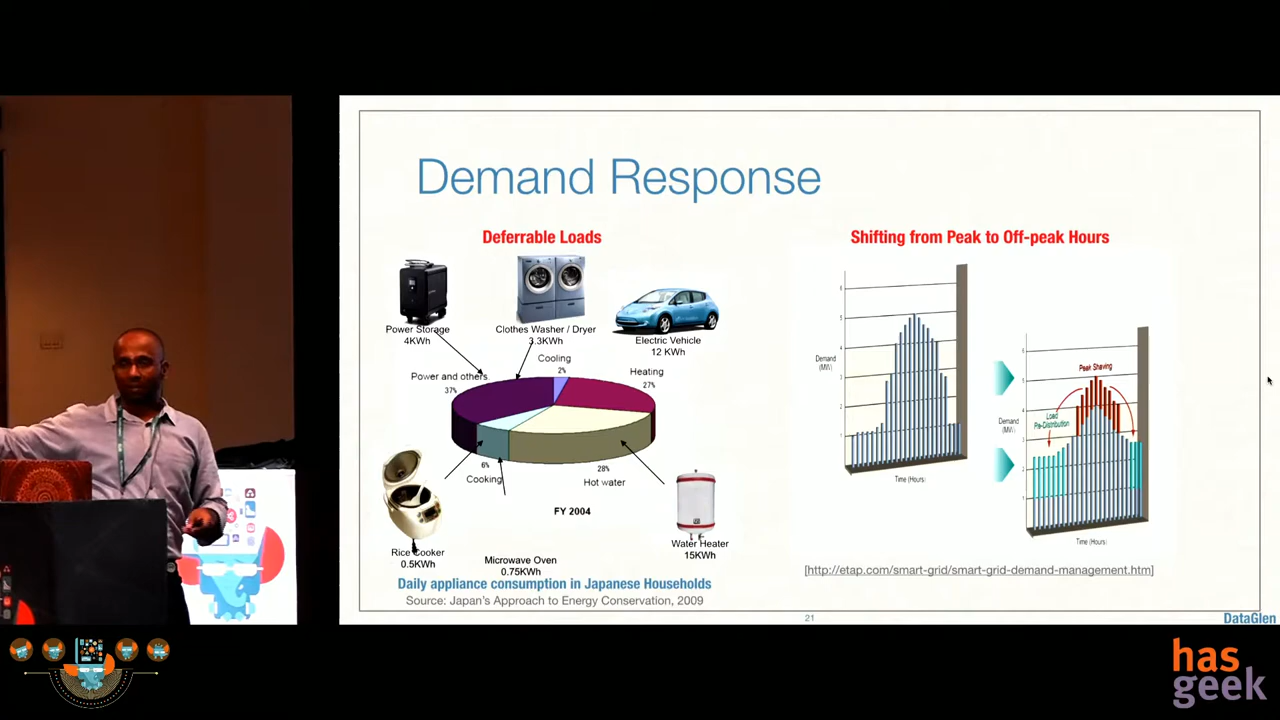 Demand Response
Deferrable Loads
Power Storage
4KWh
Clothes Washer / Dryer
3.3KWh
Electric Vehicle
12 KWh
Cooling
2%
Power and others
37%
Heating
27%
6%
Cooking
28%
Hot water
FY 2004
Rice Cooker
0.5KWh
Microwave Oven
0.75KWh
Water Heater
15KWh
Daily appliance consumption in Japanese Households
Source: Japan's Approach to Energy Conservation, 2009
Shifting from Peak to Off-peak Hours
Demand
(MW)
Time (Hours)
Peak Shaving
Load
Re-Distribution
Demand
(MW)
Time (Hours)
[http://etap.com/smart-grid/smart-grid-demand-management.htm]
21
DataGlen
has
geek